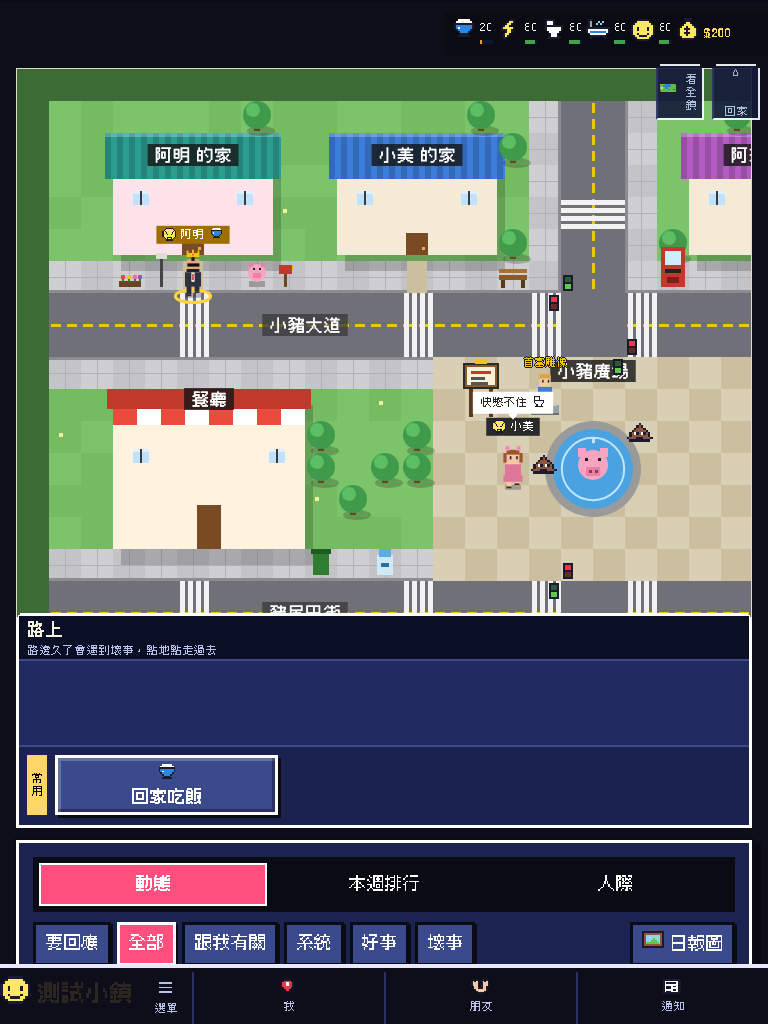 $200
看全鎮
回家
阿明 的家
小美 的家
阿明
小豬大道
首富雕像
小豬廣場
快憋不住
小美
餐廳
路上
路邊久了會遇到壞事，點地點走過去
常用
回家吃飯
動態
本週排行
人際
要回應
全部
跟我有關
系統
好事
壞事
日報圖
測試小鎮
選單
我
朋友
通知